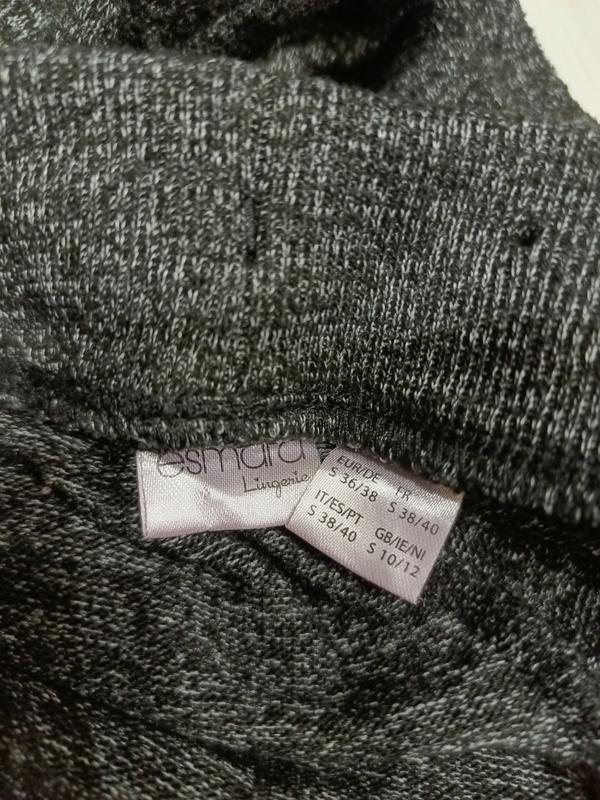 esmara
Lingerie
EUR/DE FR
S 36/38 S 38/40
IT/ES/PT GB/IE/NI
S 38/40 S 10/12